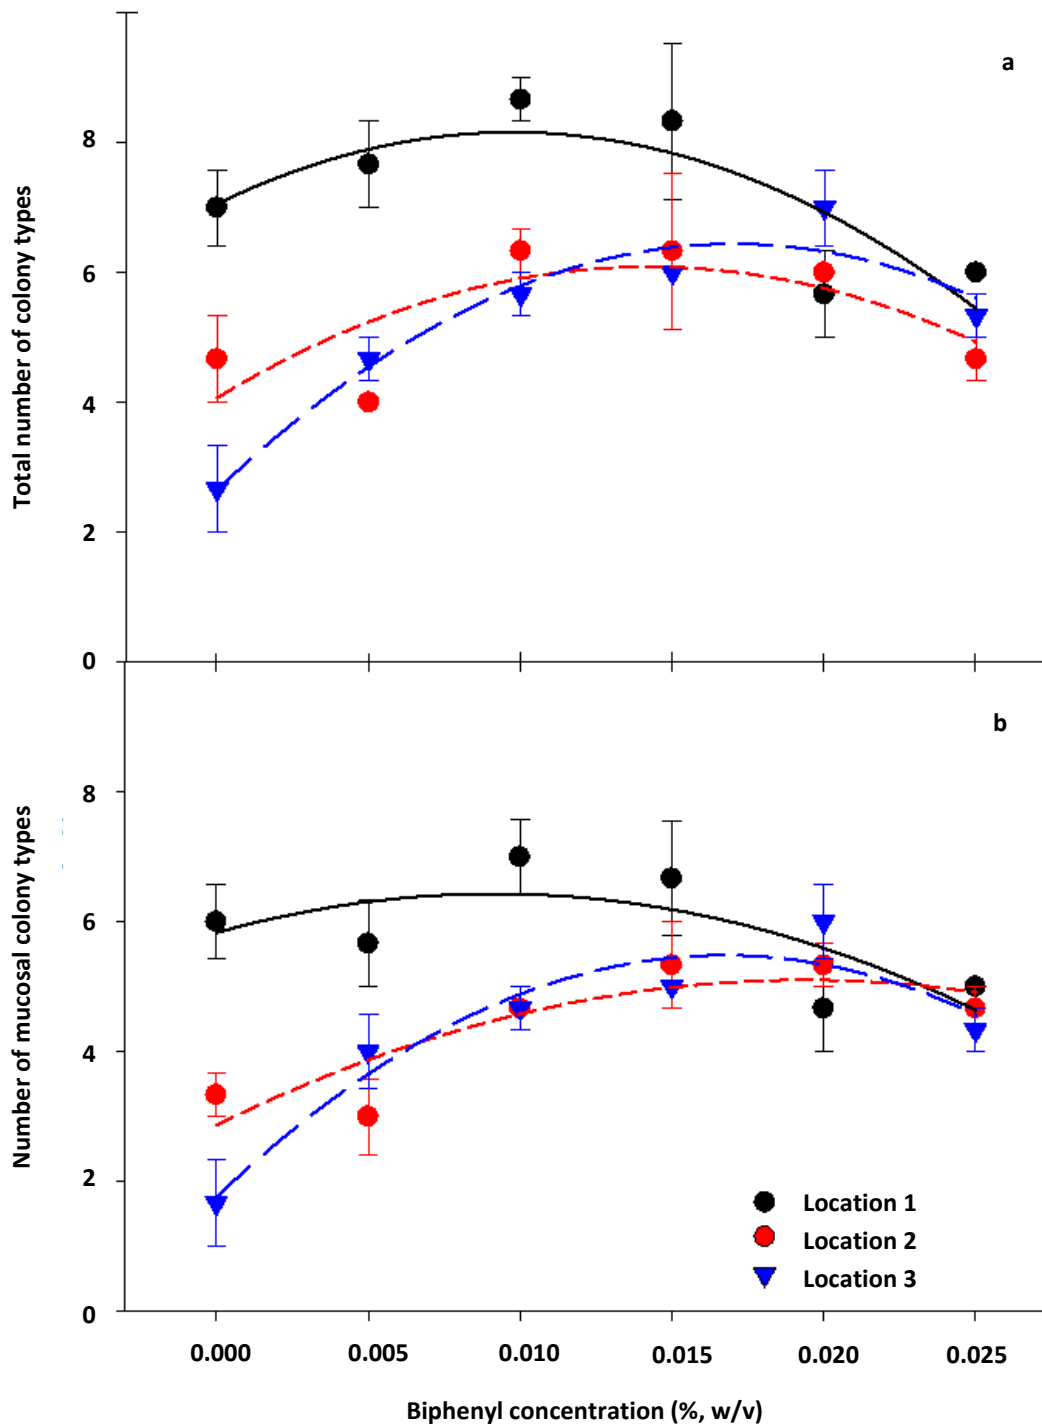 a
Total number of colony types
8
6
4
2
0
b
Number of mucosal colony types
8
6
4
2
0
Location 1
Location 2
Location 3
0.000 0.005 0.010 0.015 0.020 0.025
Biphenyl concentration (%, w/v)